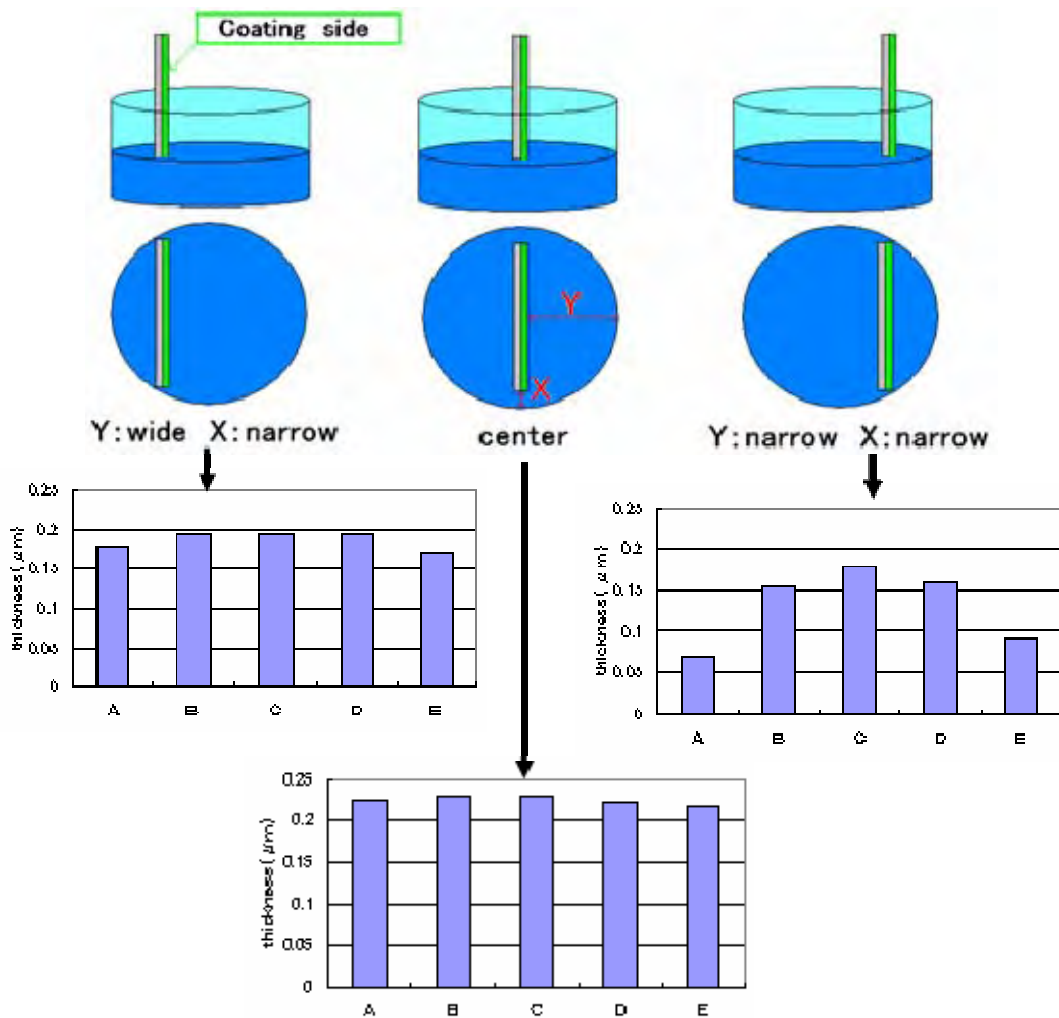 Coating side
Y
X
Y:wide X:narrow
center
Y:narrow X:narrow
thickness(μm)
0.25
0.2
0.15
0.1
0.05
0
A B C D E
thickness(μm)
0.25
0.2
0.15
0.1
0.05
0
A B C D E
thickness(μm)
0.25
0.2
0.15
0.1
0.05
0
A B C D E